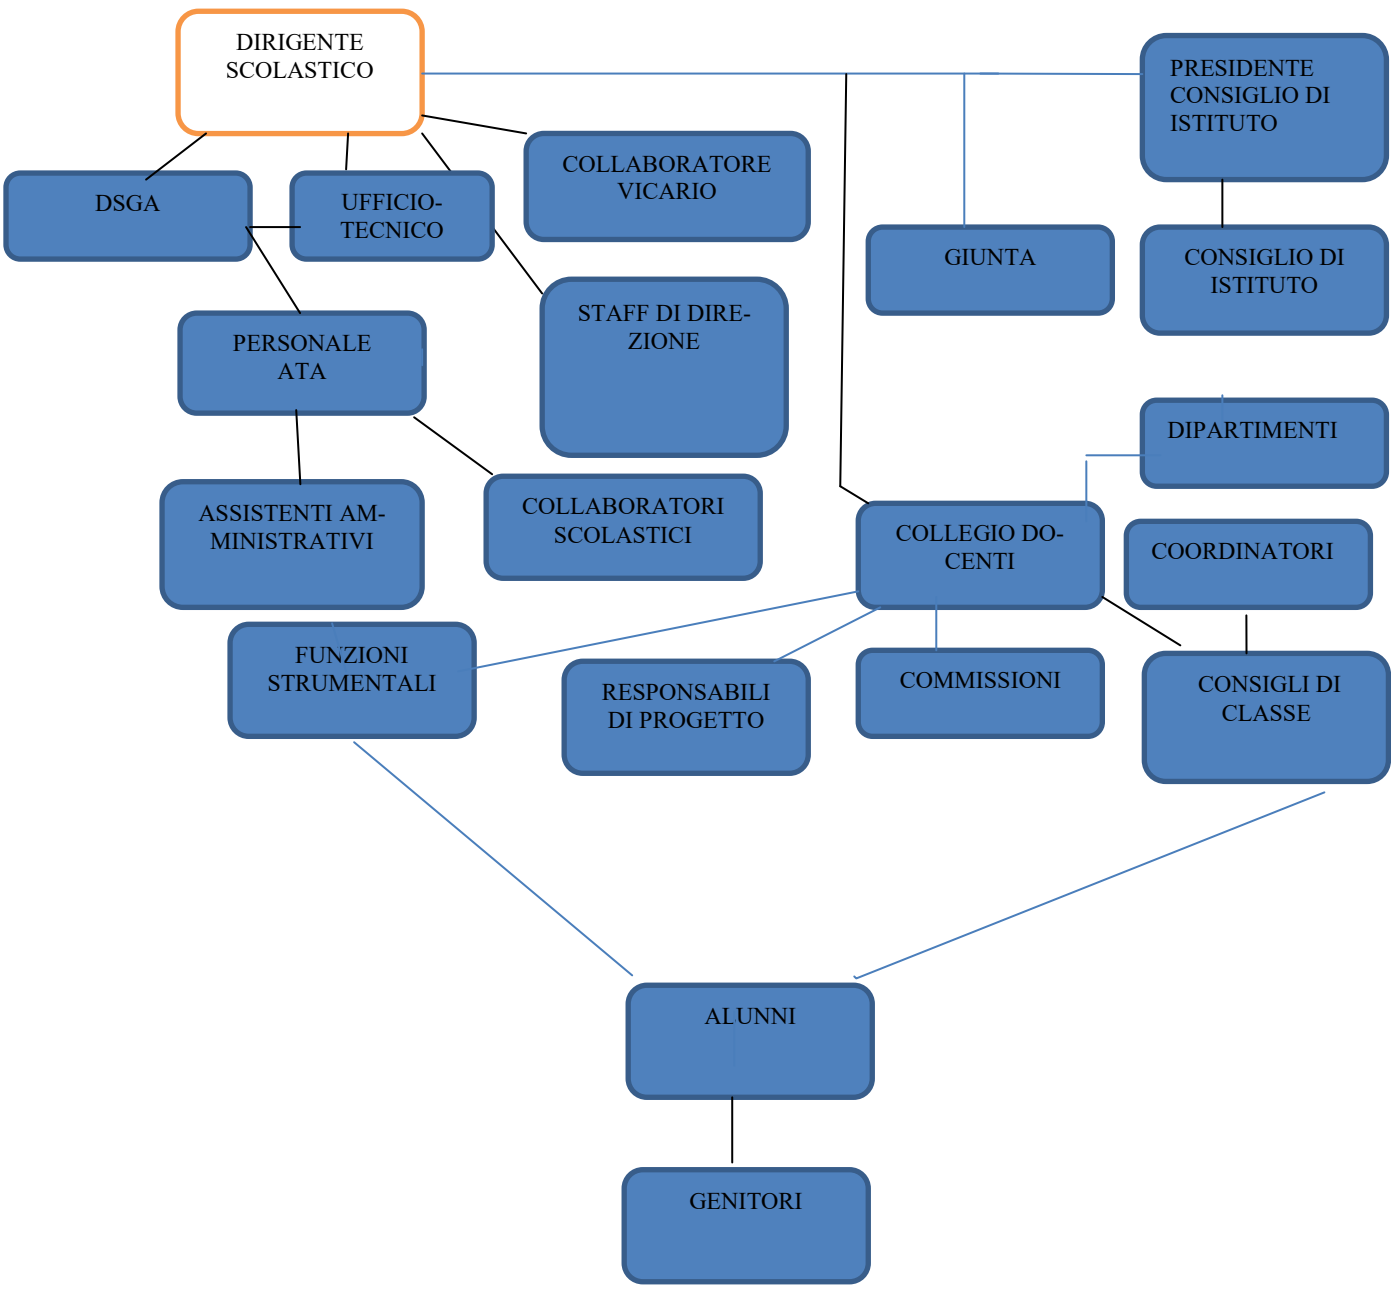 DIRIGENTE
SCOLASTICO
PRESIDENTE
CONSIGLIO DI
ISTITUTO
COLLABORATORE
VICARIO
DSGA
UFFICIO-
TECNICO
GIUNTA
CONSIGLIO DI
ISTITUTO
STAFF DI DIRE-
ZIONE
PERSONALE
ATA
DIPARTIMENTI
ASSISTENTI AM-
MINISTRATIVI
COLLABORATORI
SCOLASTICI
COLLEGIO DO-
CENTI
COORDINATORI
FUNZIONI
STRUMENTALI
RESPONSABILI
DI PROGETTO
COMMISSIONI
CONSIGLI DI
CLASSE
ALUNNI
GENITORI